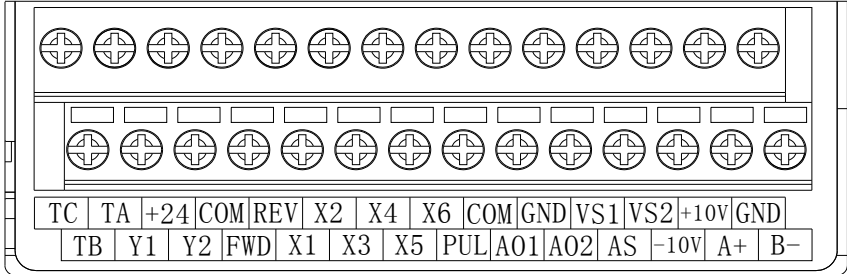 TC TA +24 COM REV X2 X4 X6 COM GND VS1 VS2 +10V GND
TB Y1 Y2 FWD X1 X3 X5 PUL AO1 AO2 AS -10V A+ B-